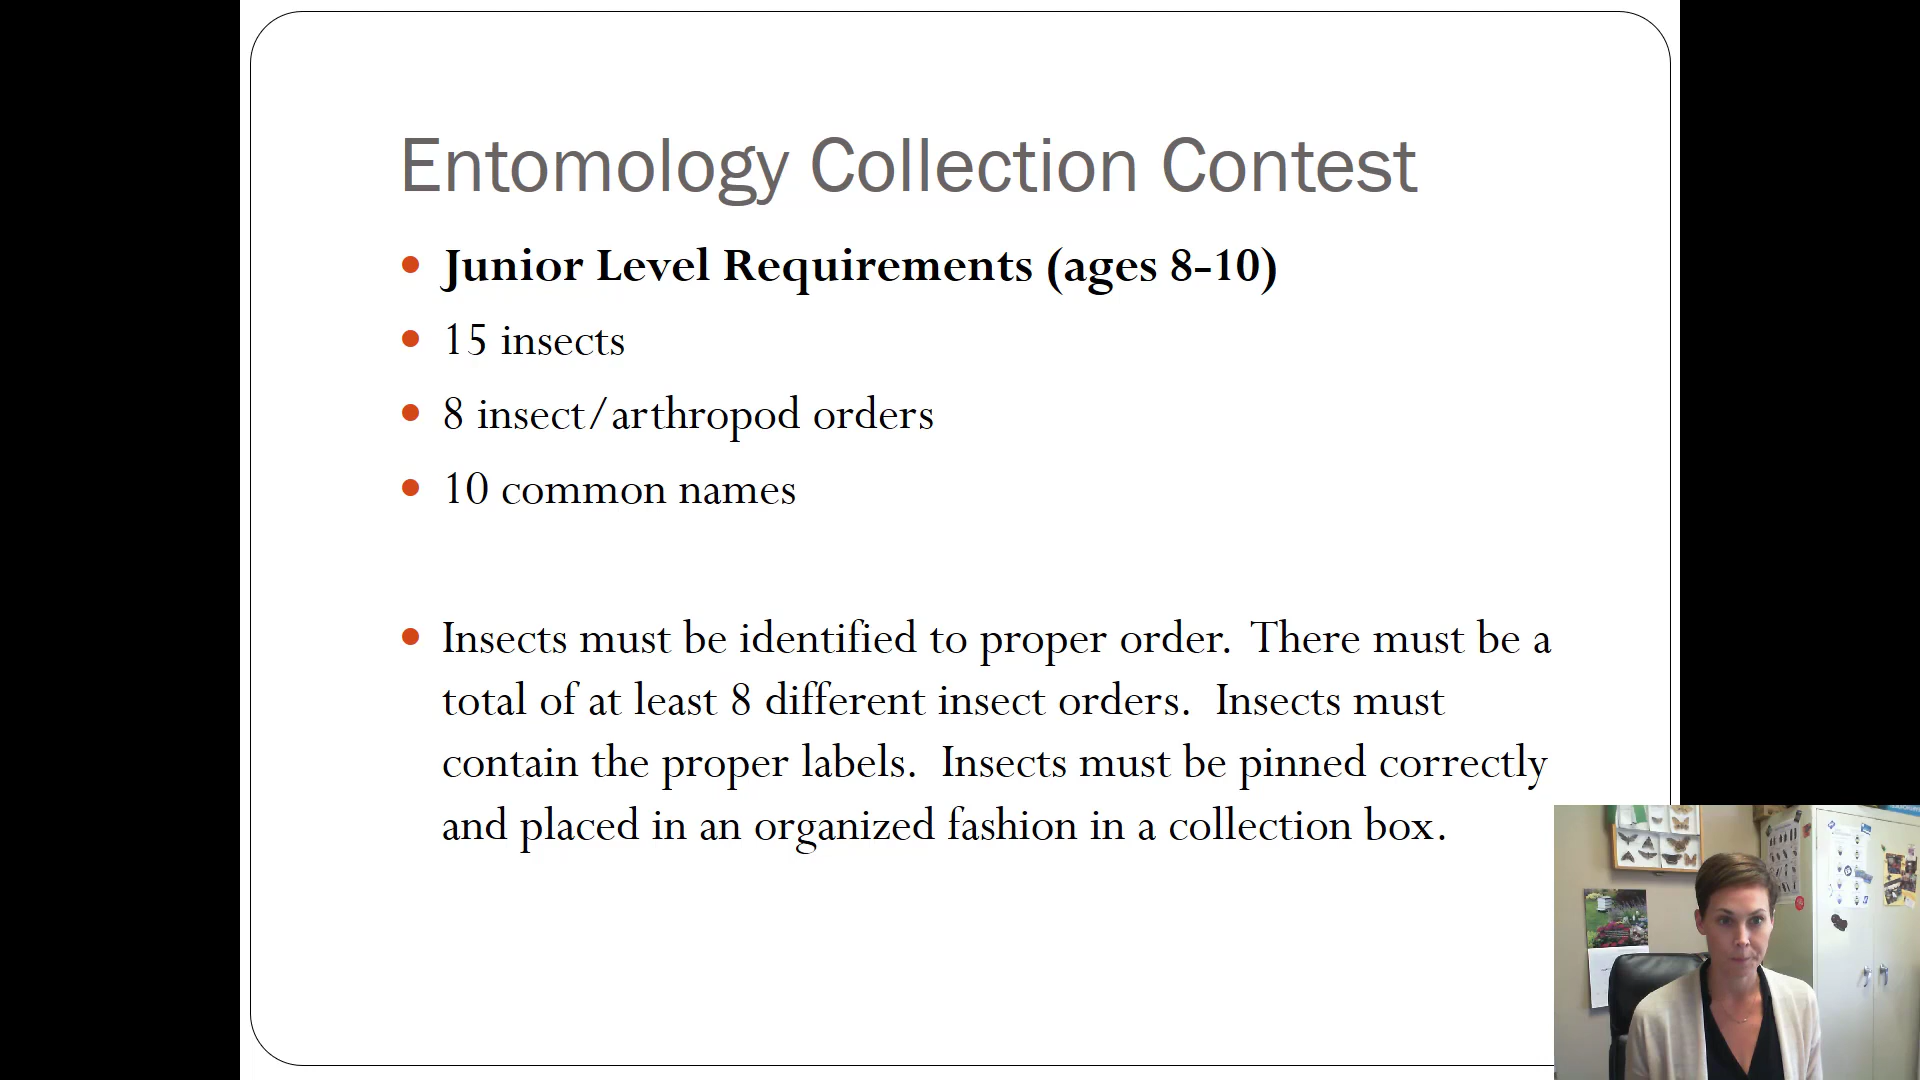 Entomology Collection Contest
Junior Level Requirements (ages 8-10)
15 insects
8 insect/arthropod orders
10 common names
Insects must be identified to proper order. There must be a
total of at least 8 different insect orders. Insects must
contain the proper labels. Insects must be pinned correctly
and placed in an organized fashion in a collection box.